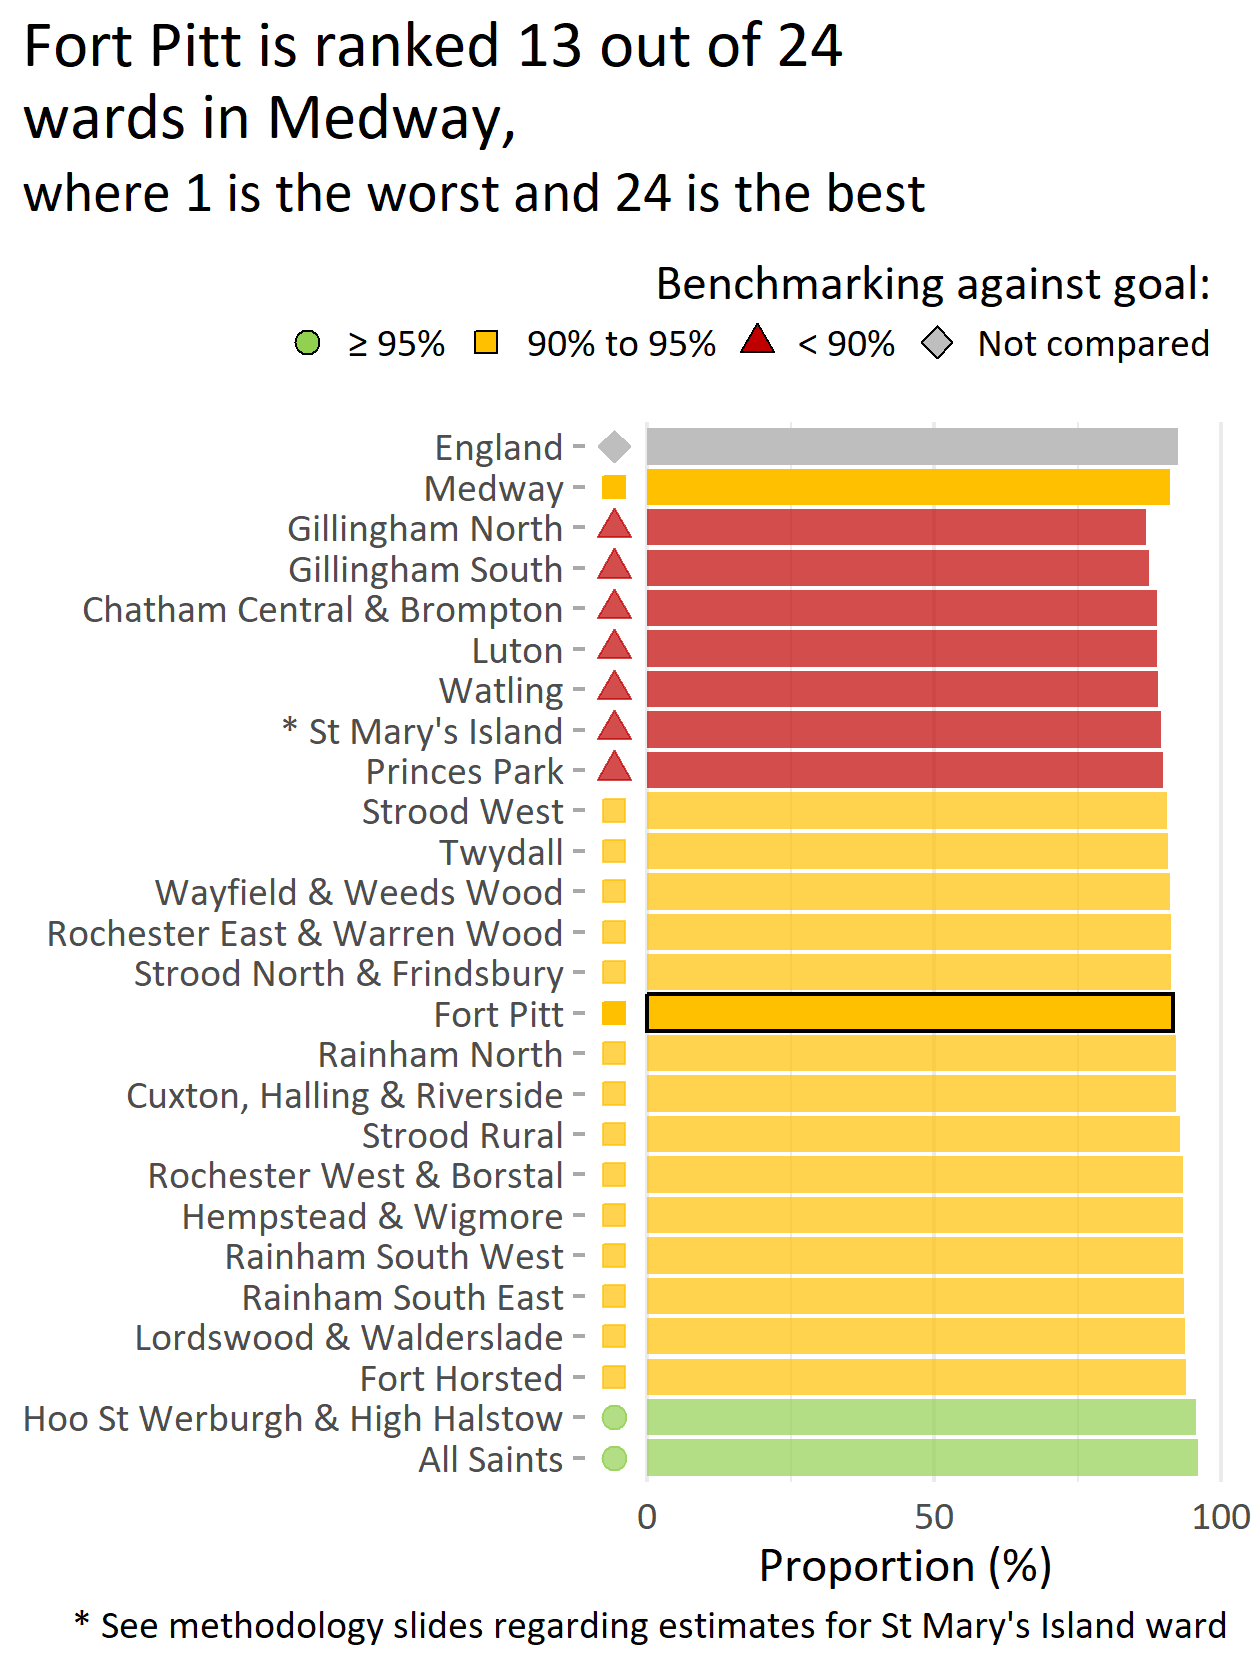 Fort Pitt is ranked 13 out of 24
wards in Medway,
where 1 is the worst and 24 is the best
Benchmarking against goal:
≥ 95% 90% to 95% < 90% Not compared
England
Medway
Gillingham North
Gillingham South
Chatham Central & Brompton
Luton
Watling
* St Mary's Island
Princes Park
Strood West
Twydall
Wayfield & Weeds Wood
Rochester East & Warren Wood
Strood North & Frindsbury
Fort Pitt
Rainham North
Cuxton, Halling & Riverside
Strood Rural
Rochester West & Borstal
Hempstead & Wigmore
Rainham South West
Rainham South East
Lordswood & Walderslade
Fort Horsted
Hoo St Werburgh & High Halstow
All Saints
0 50 100
Proportion (%)
* See methodology slides regarding estimates for St Mary's Island ward